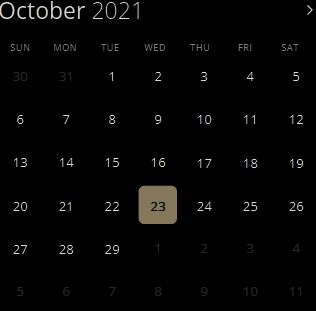 October 2021
SUN MON TUE WED THU FRI SAT
30 31 1 2 3 4 5
6 7 8 9 10 11 12
13 14 15 16 17 18 19
20 21 22 23 24 25 26
27 28 29 1 2 3 4
5 6 7 8 9 10 11